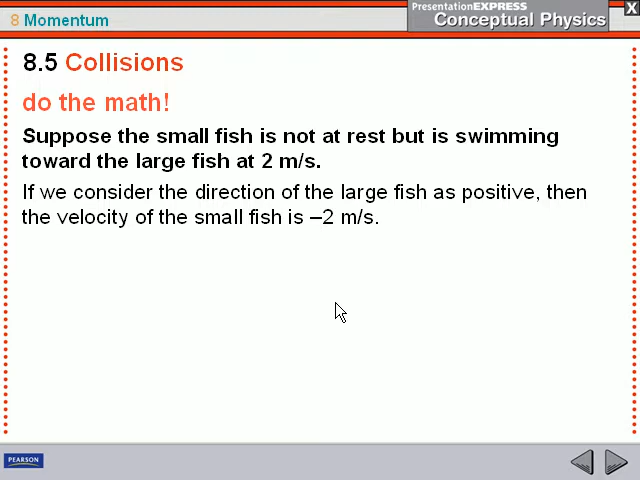 8 Momentum
PresentationEXPRESS
Conceptual Physics
X
8.5 Collisions
do the math!
Suppose the small fish is not at rest but is swimming
toward the large fish at 2 m/s.
If we consider the direction of the large fish as positive, then
the velocity of the small fish is –2 m/s.
PEARSON